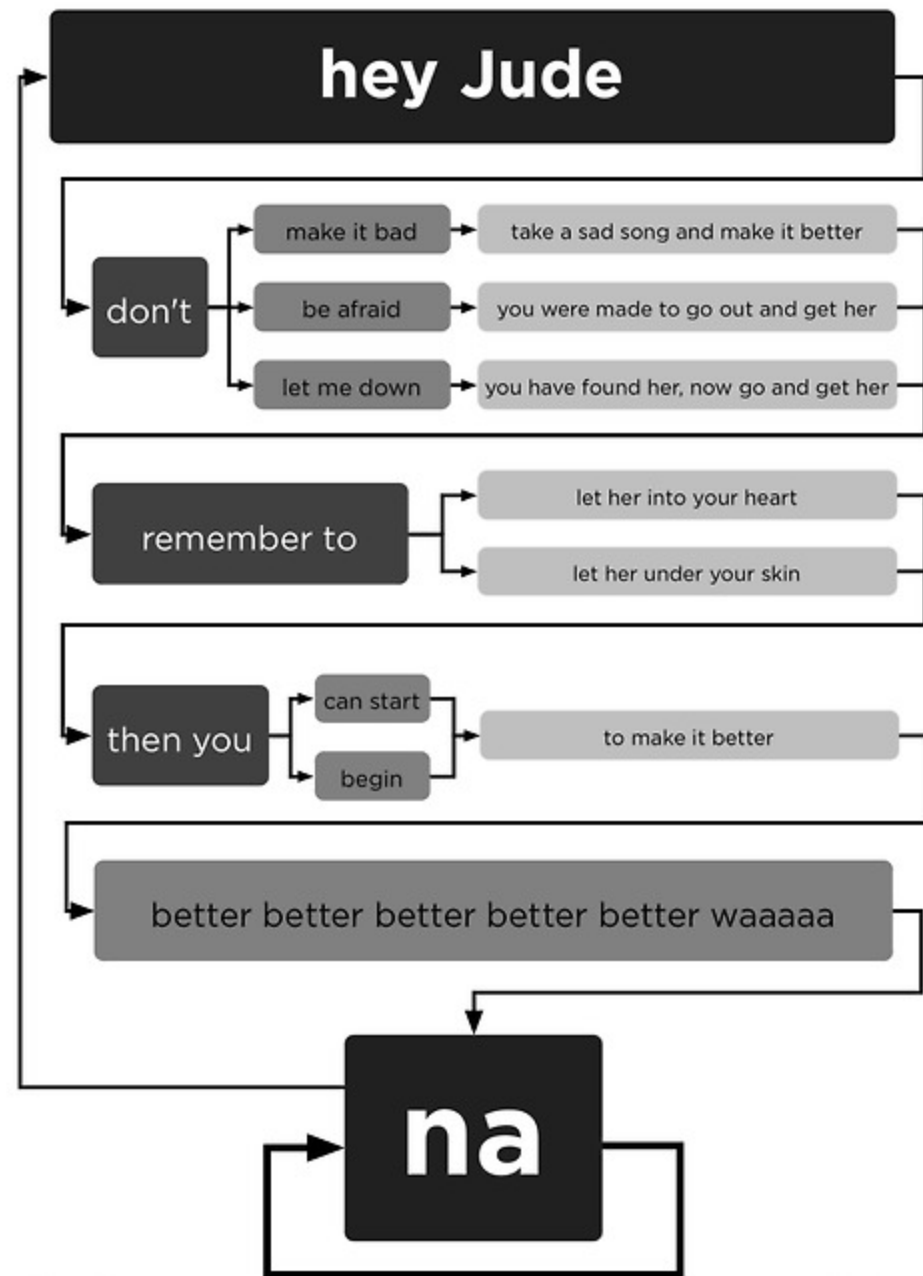 hey Jude
don't
make it bad
take a sad song and make it better
be afraid
you were made to go out and get her
let me down
you have found her, now go and get her
remember to
let her into your heart
let her under your skin
then you
can start
begin
to make it better
better better better better better waaaaa
na